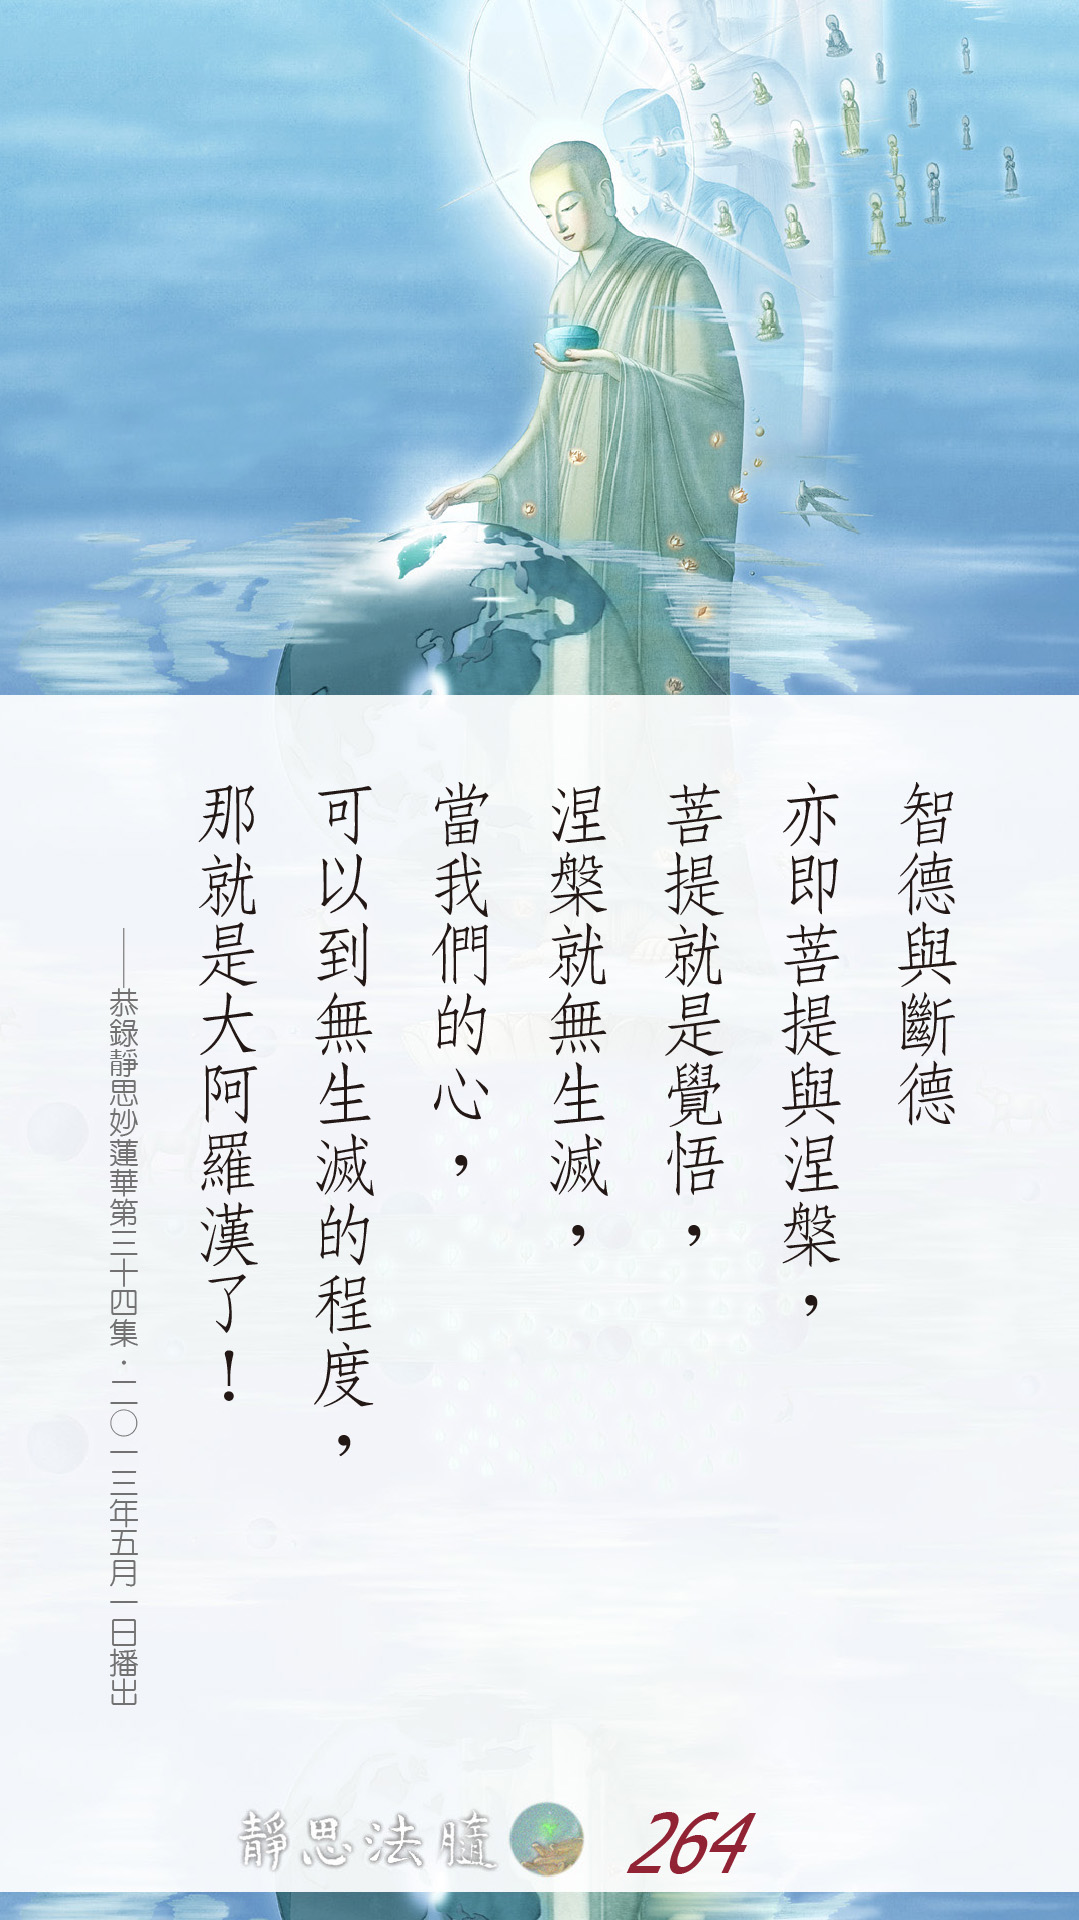 智德與斷德
亦即菩提與涅槃，
菩提就是覺悟，
涅槃就無生滅，
當我們的心，
可以到無生滅的程度，
那就是大阿羅漢了！
——恭錄靜思妙蓮華第三十四集．二〇一三年五月一日播出
靜思法髓 264